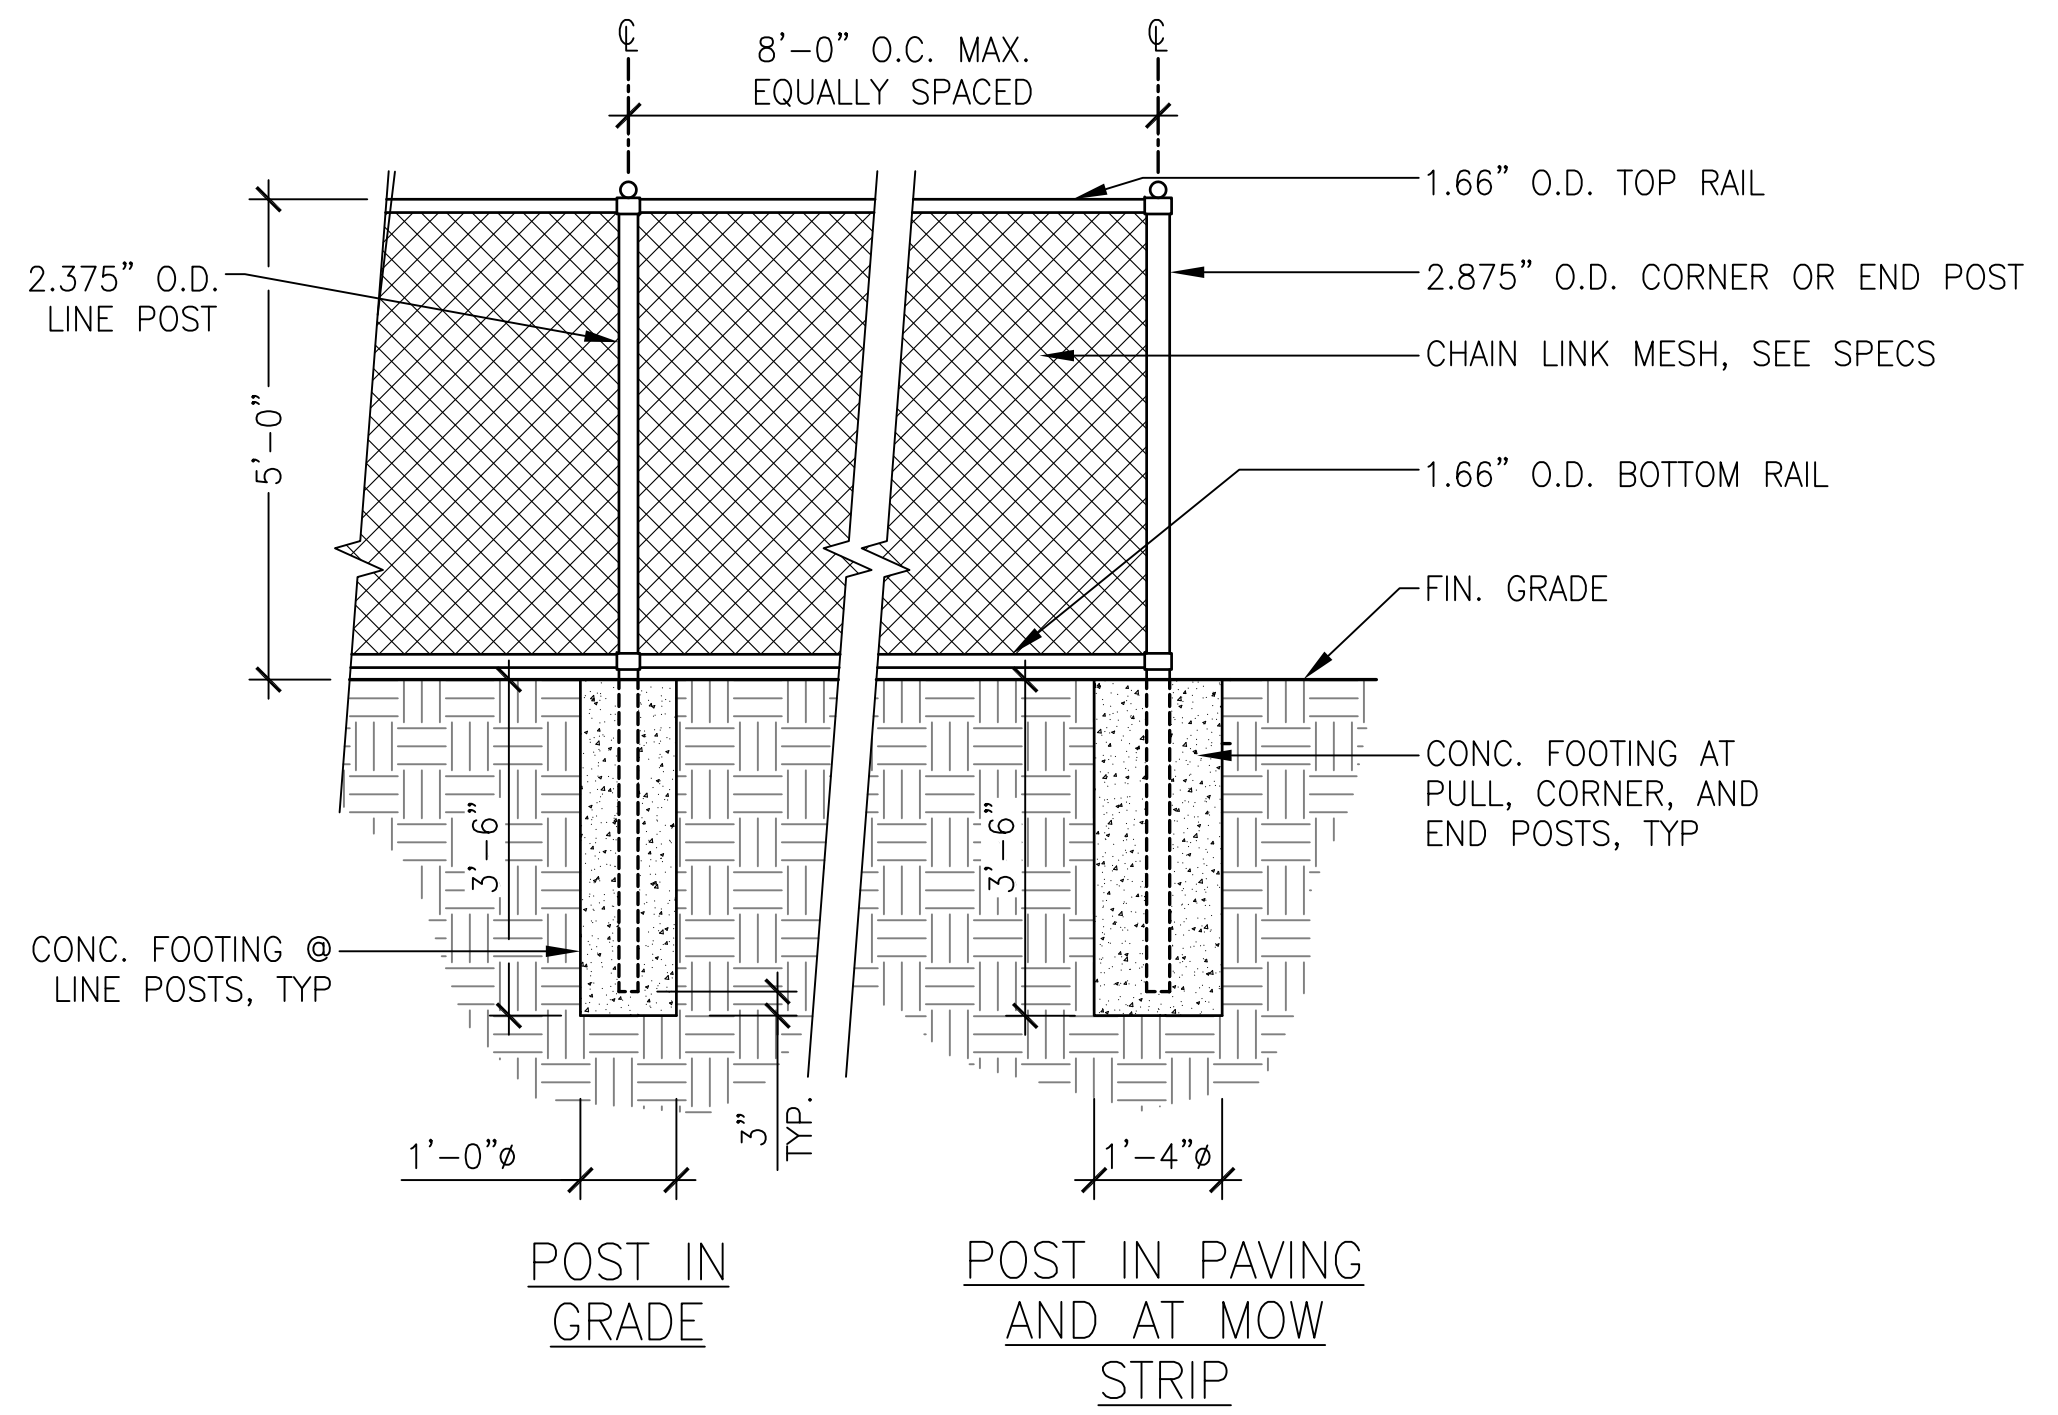 ℄
℄
8'-0" O.C. MAX.
EQUALLY SPACED
1.66" O.D. TOP RAIL
2.375" O.D.
LINE POST
2.875" O.D. CORNER OR END POST
CHAIN LINK MESH, SEE SPECS
5'-0"
1.66" O.D. BOTTOM RAIL
FIN. GRADE
CONC. FOOTING AT
PULL, CORNER, AND
END POSTS, TYP
3'-6"
3'-6"
CONC. FOOTING @
LINE POSTS, TYP
3"
TYP.
1'-0"ø
1'-4"ø
POST IN
GRADE
POST IN PAVING
AND AT MOW
STRIP